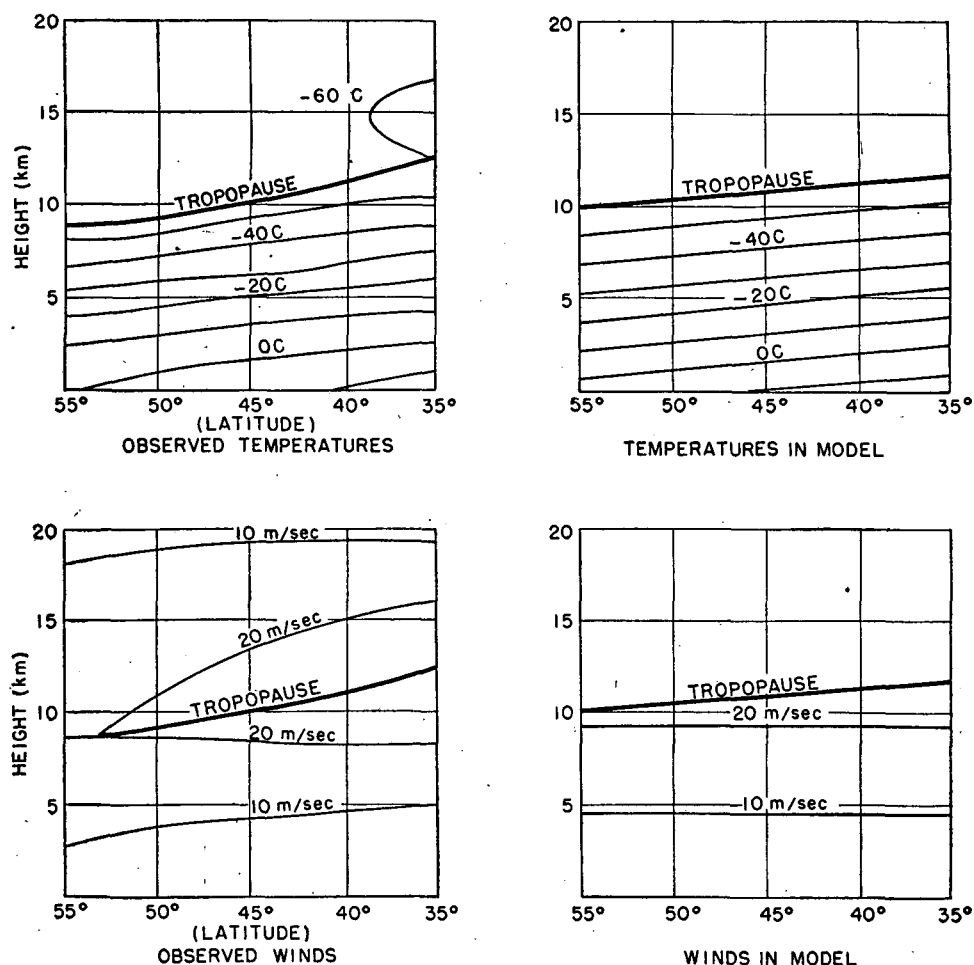 20
15
10
5
HEIGHT (km)
-60 C
TROPOPAUSE
-40C
-20C
0C
55° 50° 45° 40° 35°
(LATITUDE)
OBSERVED TEMPERATURES
20
15
10
5
TROPOPAUSE
-40C
-20C
0C
55° 50° 45° 40° 35°
TEMPERATURES IN MODEL
20
15
10
5
HEIGHT (km)
10 m/sec
20 m/sec
TROPOPAUSE
20 m/sec
10 m/sec
55° 50° 45° 40° 35°
(LATITUDE)
OBSERVED WINDS
20
15
10
5
TROPOPAUSE
20 m/sec
10 m/sec
55° 50° 45° 40° 35°
WINDS IN MODEL